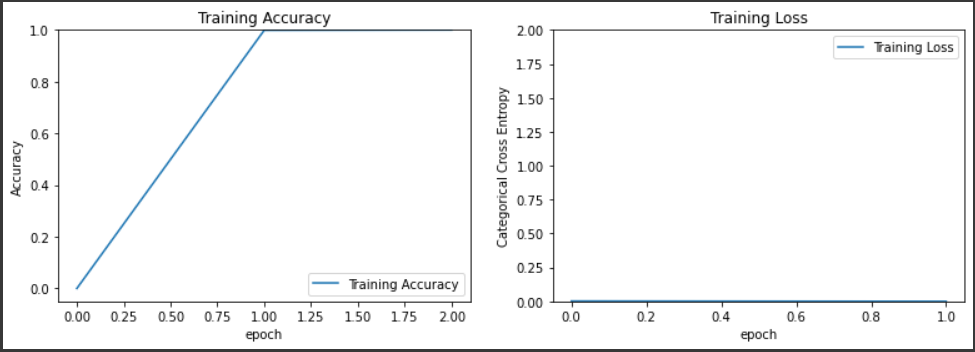 Training Accuracy
1.0
0.8
0.6
0.4
0.2
0.0
Accuracy
Training Accuracy
0.00 0.25 0.50 0.75 1.00 1.25 1.50 1.75 2.00
epoch
Training Loss
2.00
1.75
1.50
1.25
1.00
0.75
0.50
0.25
0.00
Categorical Cross Entropy
Training Loss
0.0 0.2 0.4 0.6 0.8 1.0
epoch